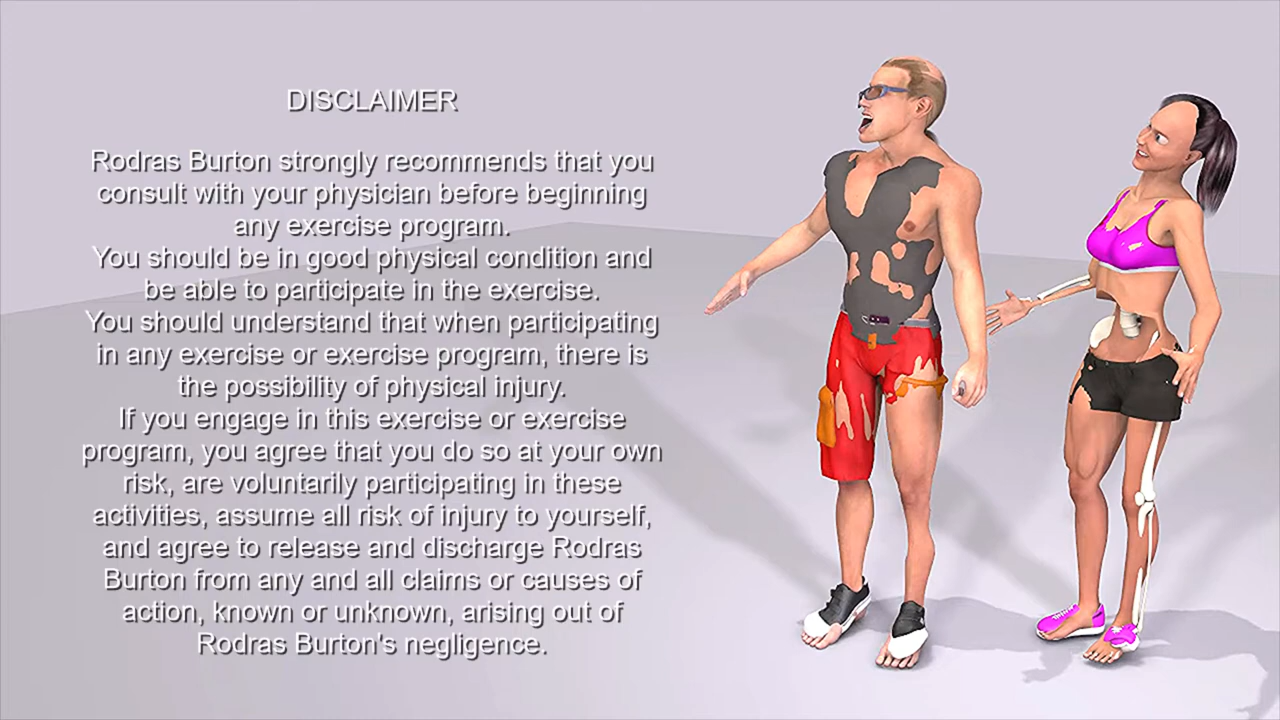 DISCLAIMER
Rodras Burton strongly recommends that you
consult with your physician before beginning
any exercise program.
You should be in good physical condition and
be able to participate in the exercise.
You should understand that when participating
in any exercise or exercise program, there is
the possibility of physical injury.
If you engage in this exercise or exercise
program, you agree that you do so at your own
risk, are voluntarily participating in these
activities, assume all risk of injury to yourself,
and agree to release and discharge Rodras
Burton from any and all claims or causes of
action, known or unknown, arising out of
Rodras Burton's negligence.